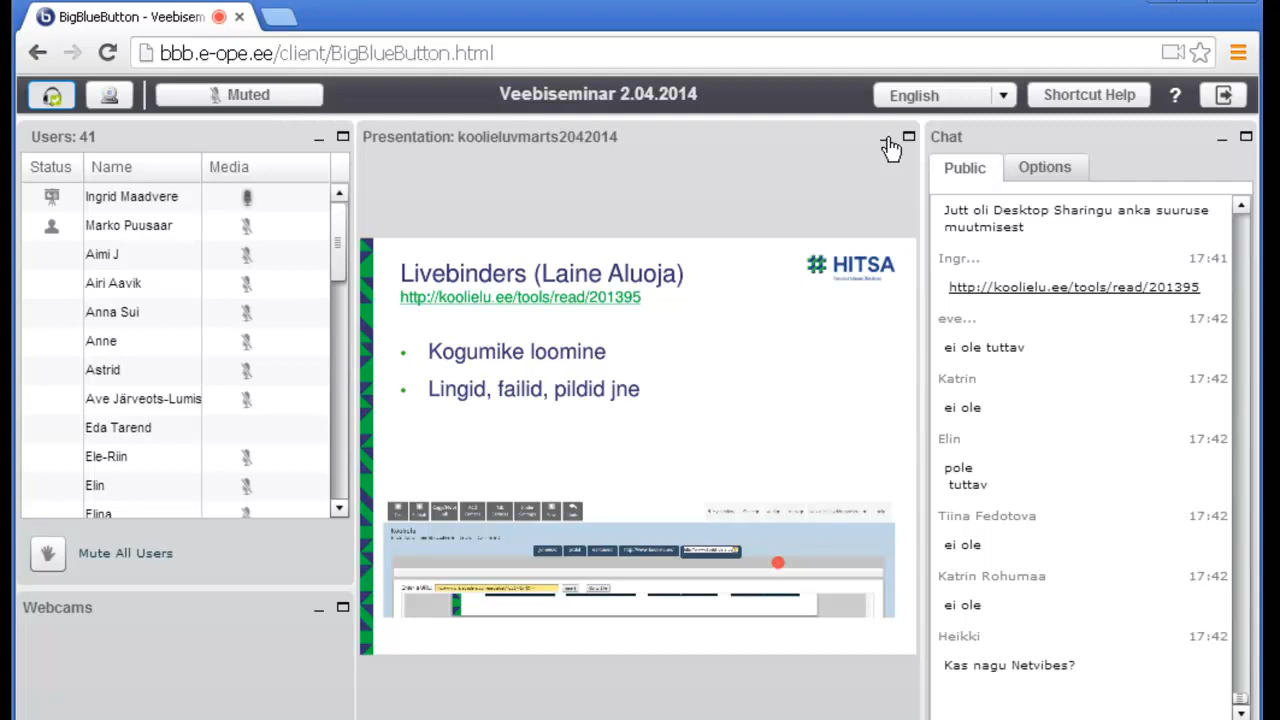 BigBlueButton - Veebisem
bbb.e-ope.ee/client/BigBlueButton.html
Muted
Veebiseminar 2.04.2014
English
Shortcut Help
?
Users: 41
Status Name Media
Ingrid Maadvere
Marko Puusaar
Aimi J
Airi Aavik
Anna Sui
Anne
Astrid
Ave Järveots-Lumis
Eda Tarend
Ele-Riin
Elin
Elina
Mute All Users
Webcams
Presentation: koolieluvmarts2042014
Livebinders (Laine Aluoja)
HITSA
http://koolielu.ee/tools/read/201395
• Kogumike loomine
• Lingid, failid, pildid jne
Koolielu
Enter a URL:
Chat
Public Options
Jutt oli Desktop Sharingu anka suuruse
muutmisest
Ingr... 17:41
http://koolielu.ee/tools/read/201395
eve... 17:42
ei ole tuttav
Katrin 17:42
ei ole
Elin 17:42
pole
tuttav
Tiina Fedotova 17:42
ei ole
Katrin Rohumaa 17:42
ei ole
Heikki 17:42
Kas nagu Netvibes?